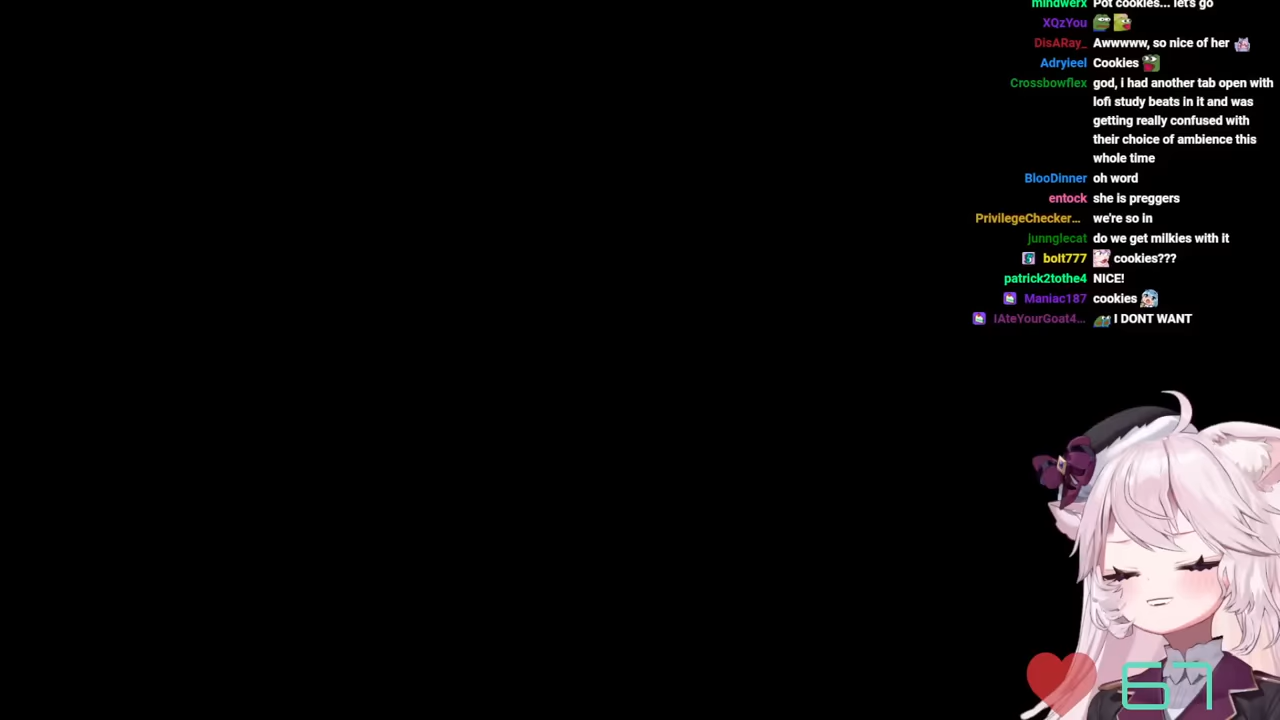 mindwerx Pot cookies... let's go
XQzYou
DisARay_ Awwwww, so nice of her
Adryieel Cookies
Crossbowflex god, i had another tab open with
lofi study beats in it and was
getting really confused with
their choice of ambience this
whole time
BlooDinner oh word
entock she is preggers
PrivilegeChecker... we're so in
junnglecat do we get milkies with it
bolt777 cookies???
patrick2tothe4 NICE!
Maniac187 cookies
IAteYourGoat4... I DONT WANT
67